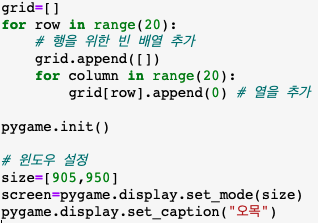 grid=[]
for row in range(20):
    # 행을 위한 빈 배열 추가
    grid.append([])
    for column in range(20):
        grid[row].append(0) # 열을 추가
pygame.init()
# 윈도우 설정
size=[905,950]
screen=pygame.display.set_mode(size)
pygame.display.set_caption("오목")